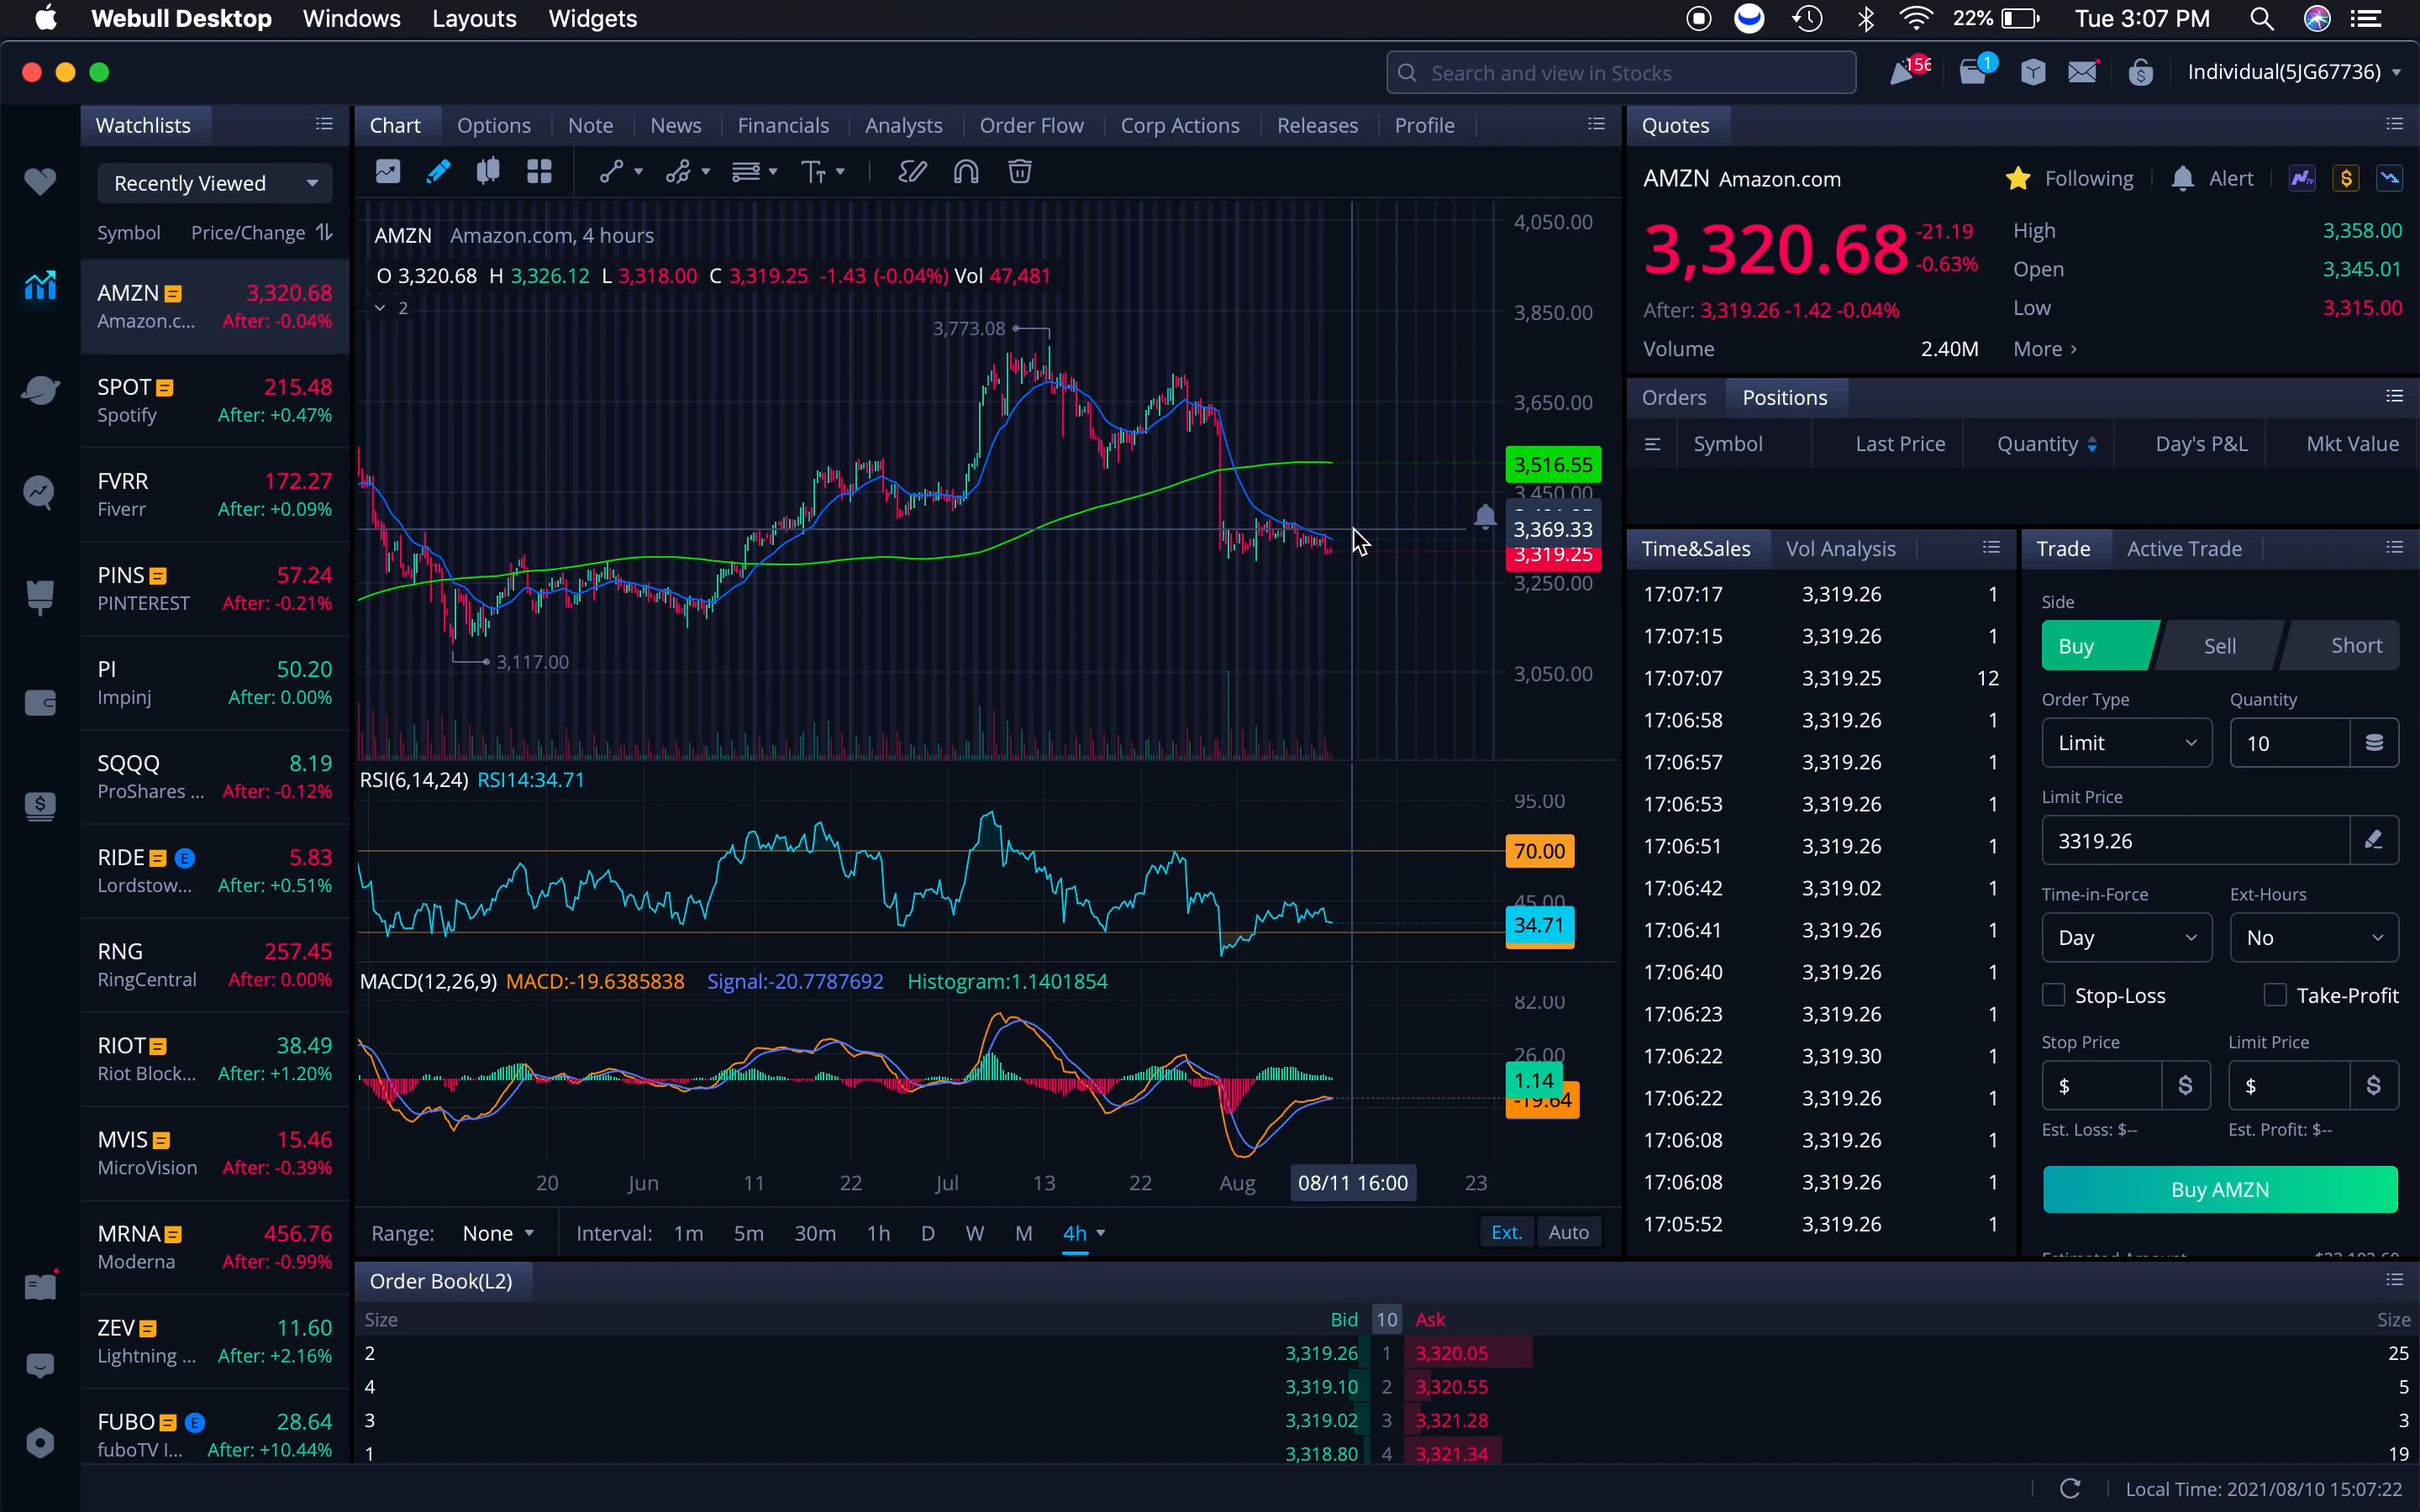 Webull Desktop Windows Layouts Widgets 22% Tue 3:07 PM
Search and view in Stocks 156 1 Individual(5JG67736)
Watchlists
Recently Viewed
Symbol Price/Change
AMZN 3,320.68
Amazon.c... After: -0.04%
SPOT 215.48
Spotify After: +0.47%
FVRR 172.27
Fiverr After: +0.09%
PINS 57.24
PINTEREST After: -0.21%
PI 50.20
Impinj After: 0.00%
SQQQ 8.19
ProShares ... After: -0.12%
RIDE E 5.83
Lordstow... After: +0.51%
RNG 257.45
RingCentral After: 0.00%
RIOT 38.49
Riot Block... After: +1.20%
MVIS 15.46
MicroVision After: -0.39%
MRNA 456.76
Moderna After: -0.99%
ZEV 11.60
Lightning ... After: +2.16%
FUBO E 28.64
fuboTV I... After: +10.44%
Chart Options Note News Financials Analysts Order Flow Corp Actions Releases Profile
AMZN Amazon.com, 4 hours
O 3,320.68 H 3,326.12 L 3,318.00 C 3,319.25 -1.43 (-0.04%) Vol 47,481
2
4,050.00
3,850.00
3,773.08
3,650.00
3,516.55
3,450.00
3,369.33
3,319.25
3,250.00
3,117.00
3,050.00
RSI(6,14,24) RSI14:34.71
95.00
70.00
45.00
34.71
MACD(12,26,9) MACD:-19.6385838 Signal:-20.7787692 Histogram:1.1401854
82.00
26.00
1.14
-19.64
20 Jun 11 22 Jul 13 22 Aug 08/11 16:00 23
Range: None Interval: 1m 5m 30m 1h D W M 4h Ext. Auto
Order Book(L2)
Size Bid 10 Ask Size
2 3,319.26 1 3,320.05 25
4 3,319.10 2 3,320.55 5
3 3,319.02 3 3,321.28 3
1 3,318.80 4 3,321.34 19
Quotes
AMZN Amazon.com Following Alert
3,320.68 -21.19
-0.63%
After: 3,319.26 -1.42 -0.04%
Volume 2.40M
High 3,358.00
Open 3,345.01
Low 3,315.00
More
Orders Positions
Symbol Last Price Quantity Day's P&L Mkt Value
Time&Sales Vol Analysis
17:07:17 3,319.26 1
17:07:15 3,319.26 1
17:07:07 3,319.25 12
17:06:58 3,319.26 1
17:06:57 3,319.26 1
17:06:53 3,319.26 1
17:06:51 3,319.26 1
17:06:42 3,319.02 1
17:06:41 3,319.26 1
17:06:40 3,319.26 1
17:06:23 3,319.26 1
17:06:22 3,319.30 1
17:06:22 3,319.26 1
17:06:08 3,319.26 1
17:06:08 3,319.26 1
17:05:52 3,319.26 1
Trade Active Trade
Side
Buy Sell Short
Order Type Quantity
Limit 10
Limit Price
3319.26
Time-in-Force Ext-Hours
Day No
Stop-Loss Take-Profit
Stop Price Limit Price
$ $ $ $
Est. Loss: $-- Est. Profit: $--
Buy AMZN
Local Time: 2021/08/10 15:07:22